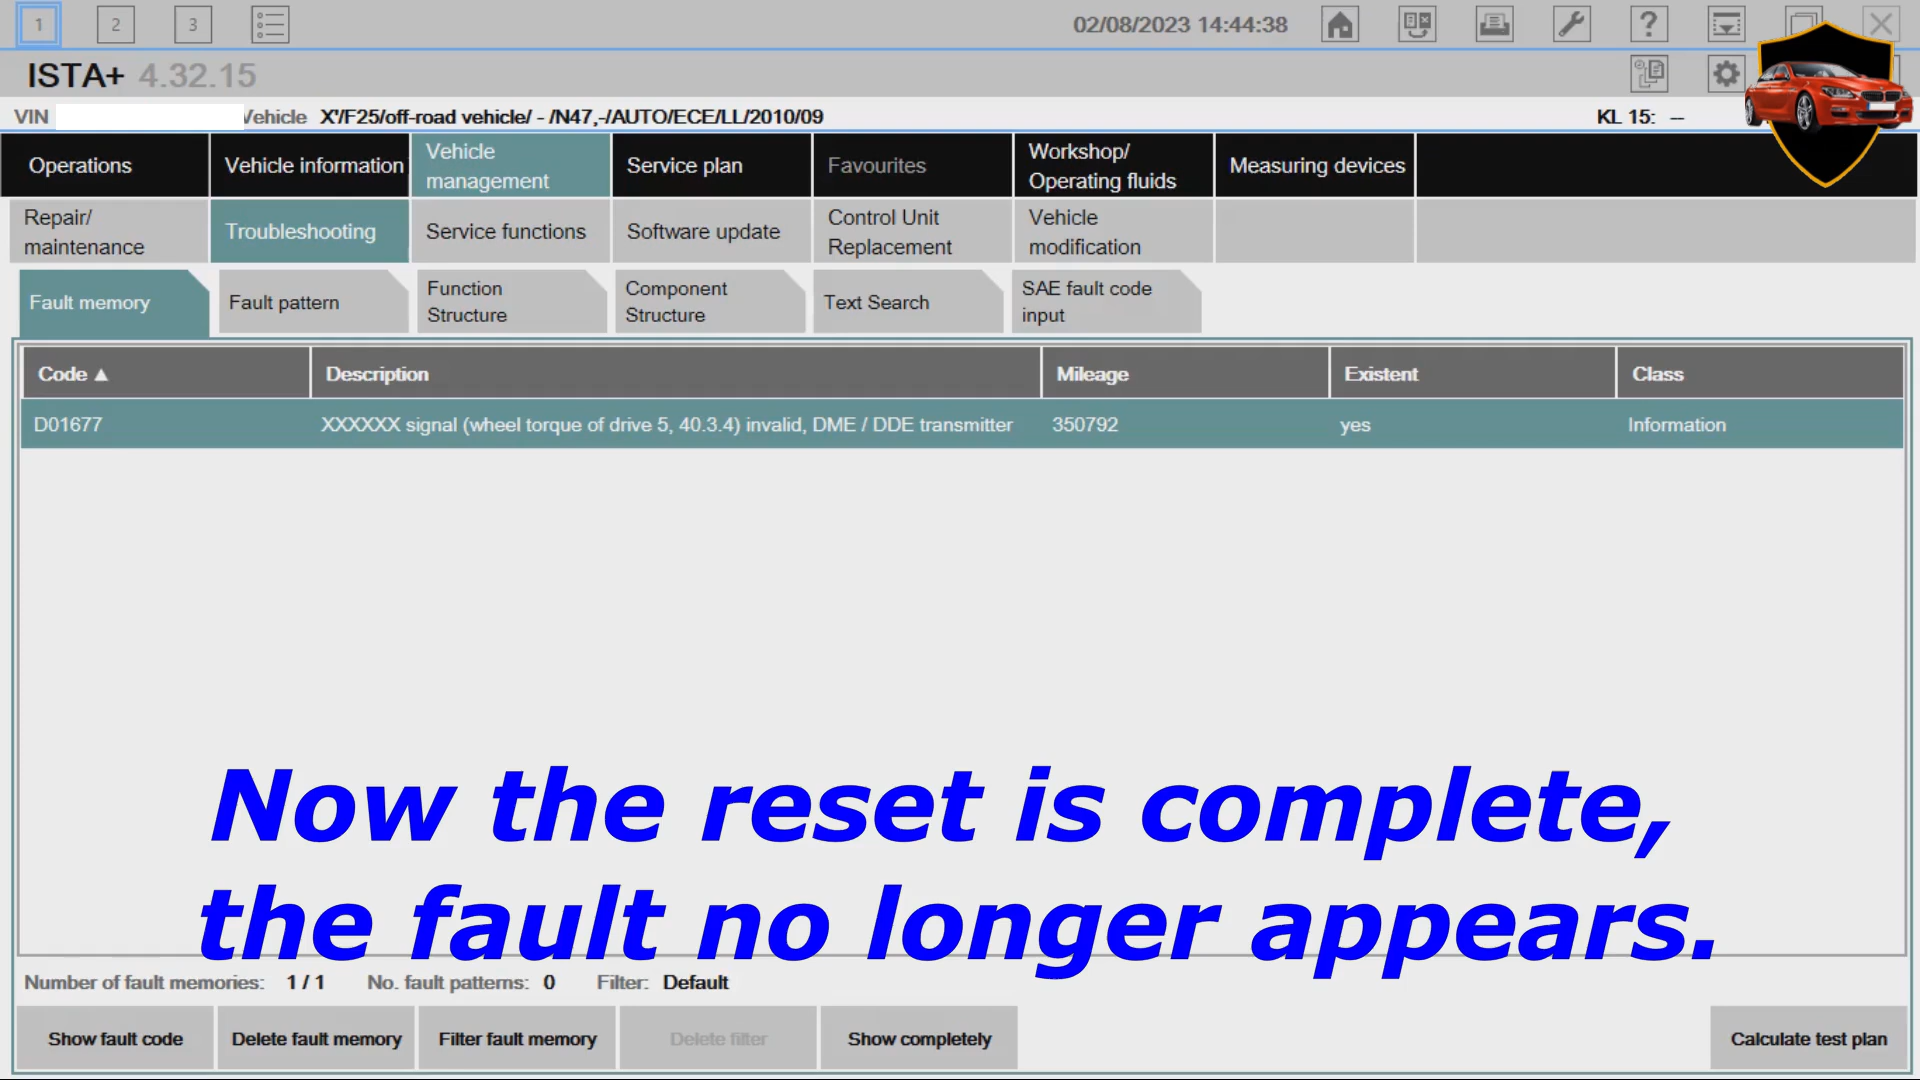 1 2 3 02/08/2023 14:44:38 ?
ISTA+ 4.32.15
VIN Vehicle X'/F25/off-road vehicle/ - /N47,-/AUTO/ECE/LL/2010/09 KL 15: --
Operations
Vehicle information
Vehicle
management
Service plan
Favourites
Workshop/
Operating fluids
Measuring devices
Repair/
maintenance
Troubleshooting
Service functions
Software update
Control Unit
Replacement
Vehicle
modification
Fault memory
Fault pattern
Function
Structure
Component
Structure
Text Search
SAE fault code
input
Code ▲ Description Mileage Existent Class
D01677 XXXXXX signal (wheel torque of drive 5, 40.3.4) invalid, DME / DDE transmitter 350792 yes Information
Now the reset is complete,
the fault no longer appears.
Number of fault memories: 1 / 1 No. fault patterns: 0 Filter: Default
Show fault code Delete fault memory Filter fault memory Delete filter Show completely Calculate test plan